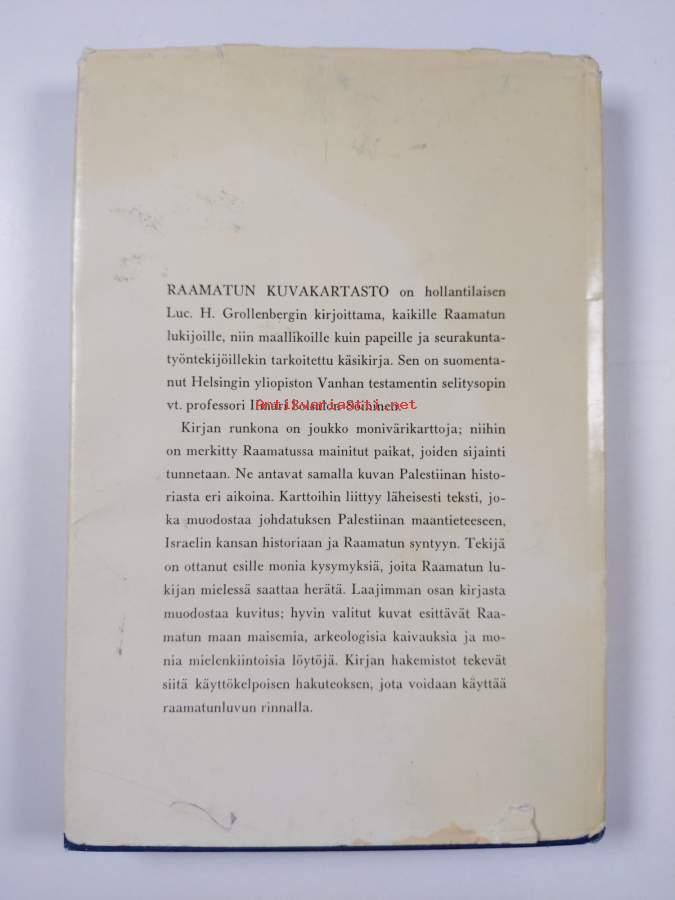 RAAMATUN KUVAKARTASTO on hollantilaisen
Luc. H. Grollenbergin kirjoittama, kaikille Raamatun
lukijoille, niin maallikoille kuin papeille ja seurakunta-
työntekijöillekin tarkoitettu käsikirja. Sen on suomenta-
nut Helsingin yliopiston Vanhan testamentin selitysopin
vt. professori Ilmari Soisalon-Soininen.
Antikvariaatti.net
Kirjan runkona on joukko monivärikarttoja; niihin
on merkitty Raamatussa mainitut paikat, joiden sijainti
tunnetaan. Ne antavat samalla kuvan Palestiinan histo-
riasta eri aikoina. Karttoihin liittyy läheisesti teksti, jo-
ka muodostaa johdatuksen Palestiinan maantieteeseen,
Israelin kansan historiaan ja Raamatun syntyyn. Tekijä
on ottanut esille monia kysymyksiä, joita Raamatun lu-
kijan mielessä saattaa herätä. Laajimman osan kirjasta
muodostaa kuvitus; hyvin valitut kuvat esittävät Raa-
matun maan maisemia, arkeologisia kaivauksia ja mo-
nia mielenkiintoisia löytöjä. Kirjan hakemistot tekevät
siitä käyttökelpoisen hakuteoksen, jota voidaan käyttää
raamatunluvun rinnalla.